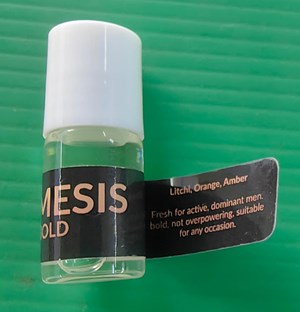 MESIS
OLD
Litchi, Orange, Amber
Fresh for active, dominant men.
bold, not overpowering, suitable
for any occasion.